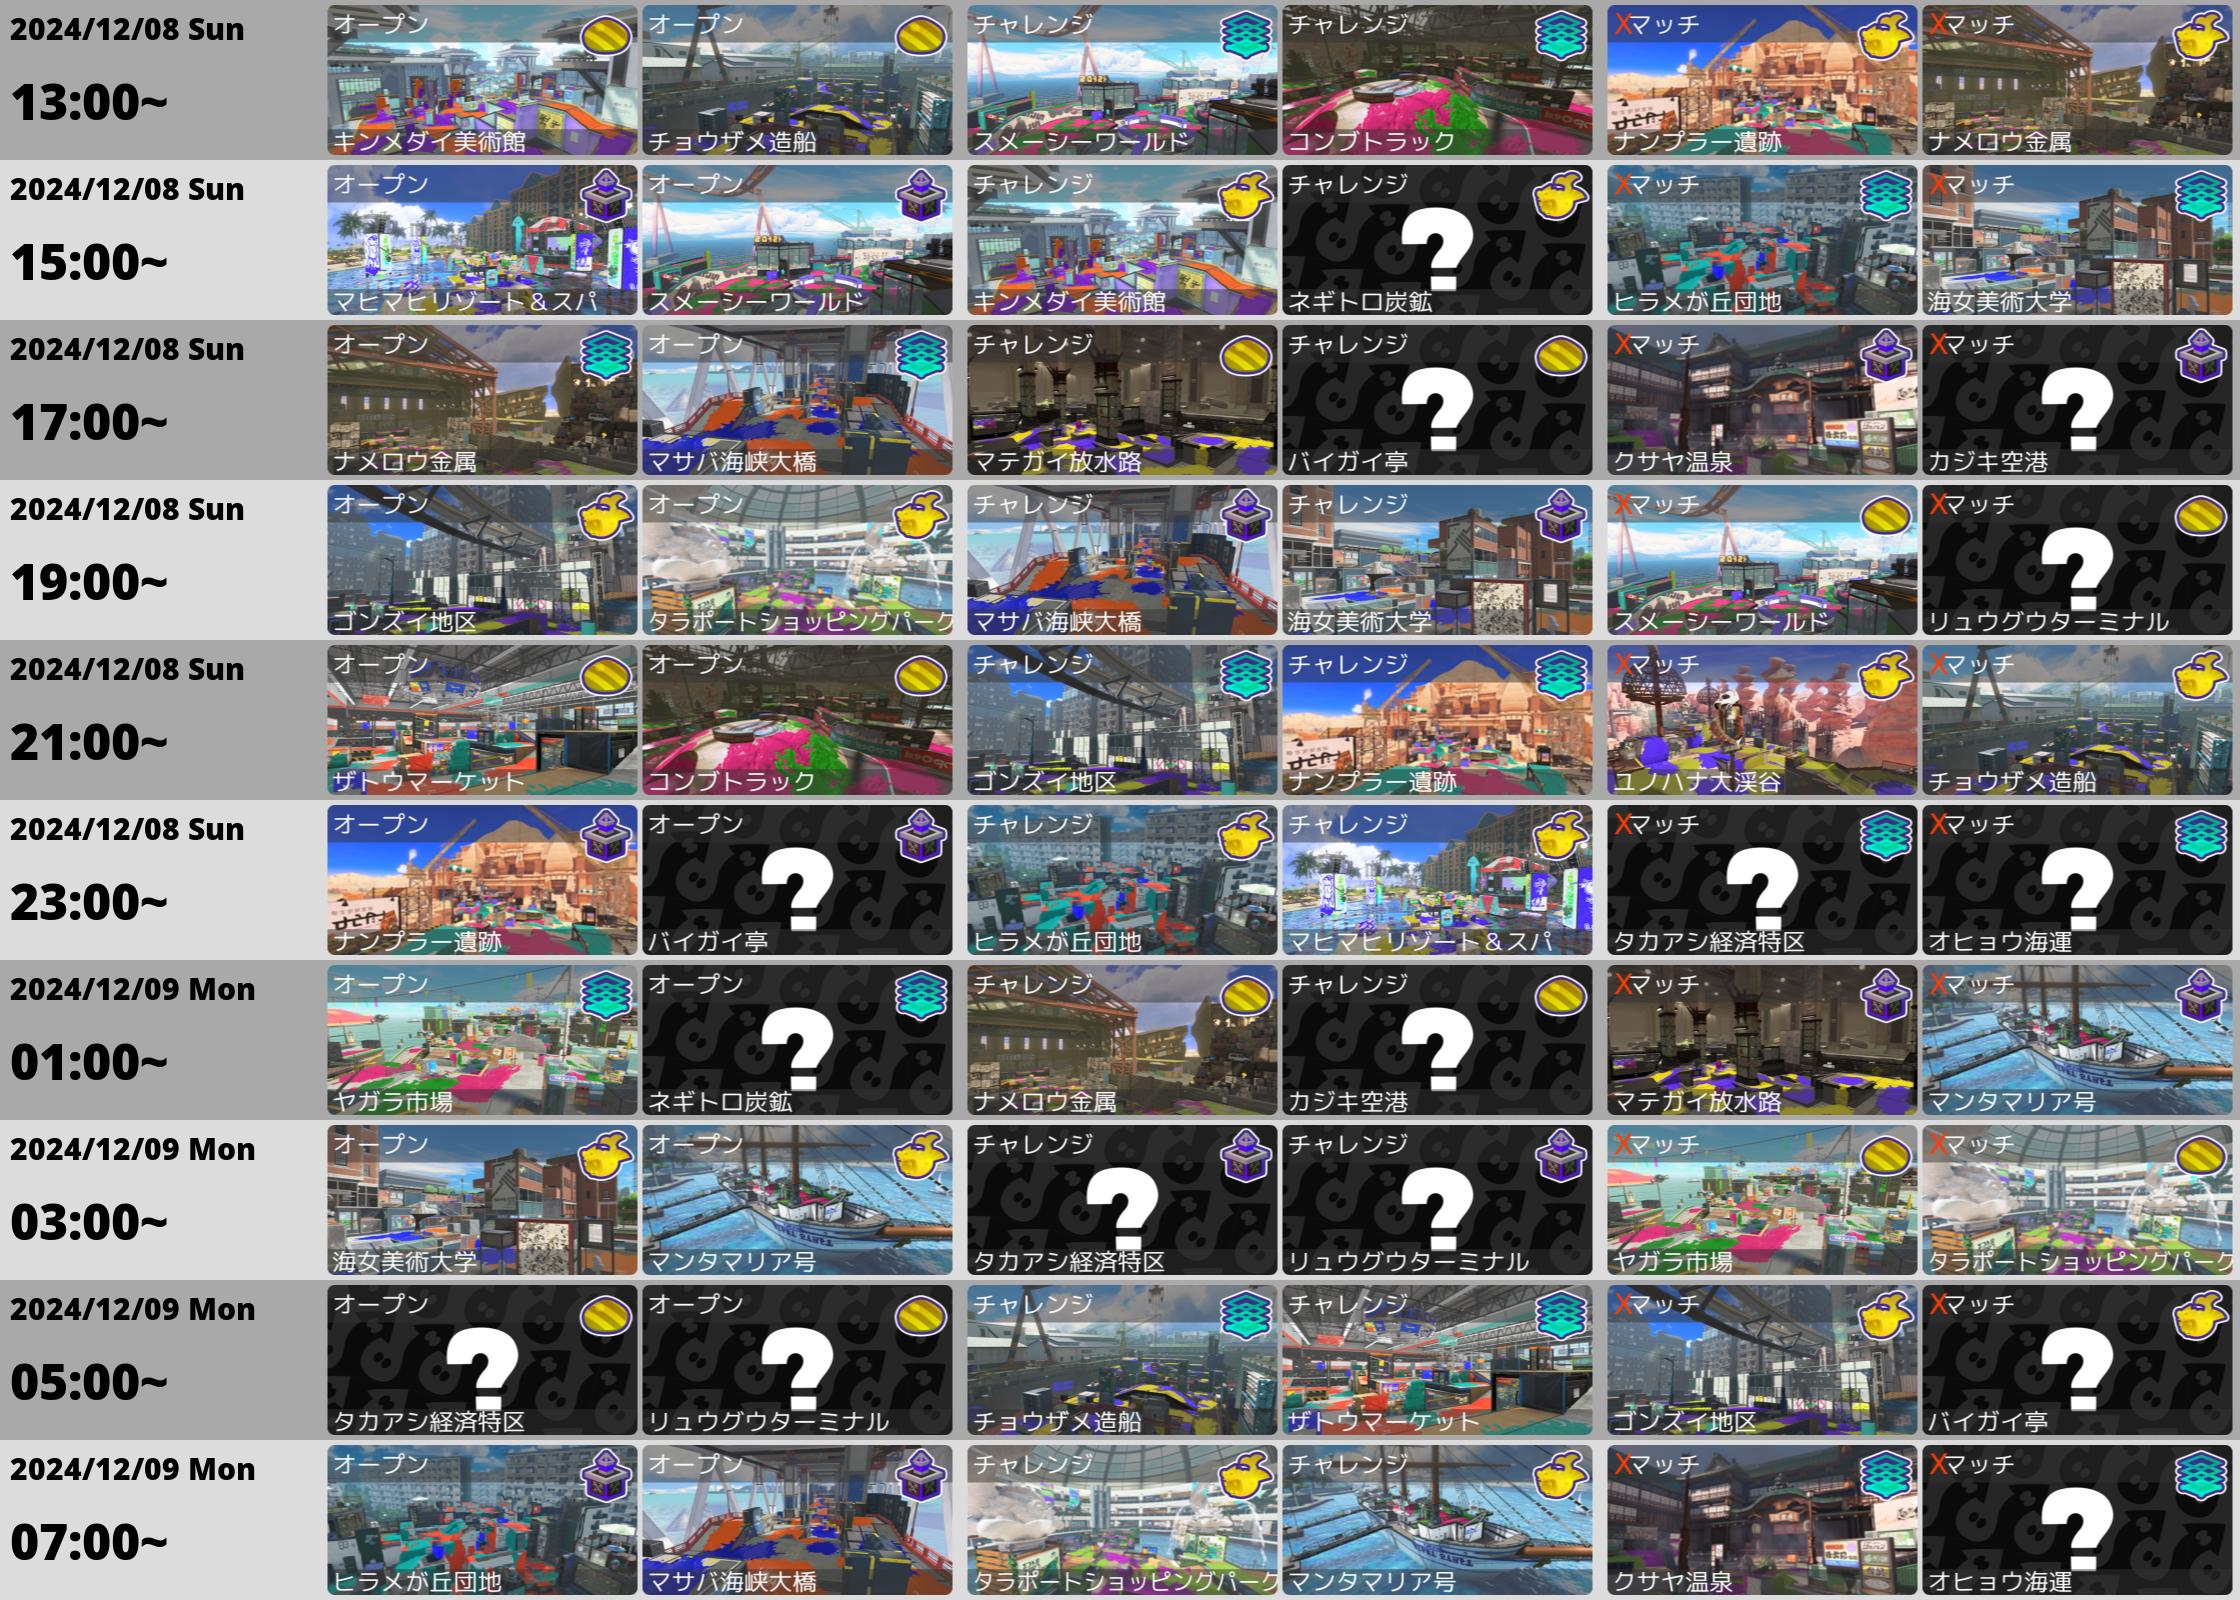 2024/12/08 Sun
13:00~
オープン
キンメダイ美術館
オープン
チョウザメ造船
チャレンジ
スメーシーワールド
チャレンジ
コンブトラック
Xマッチ
ナンプラー遺跡
Xマッチ
ナメロウ金属
2024/12/08 Sun
15:00~
オープン
マヒマヒリゾート&スパ
オープン
スメーシーワールド
チャレンジ
キンメダイ美術館
チャレンジ
?
ネギトロ炭鉱
Xマッチ
ヒラメが丘団地
Xマッチ
海女美術大学
2024/12/08 Sun
17:00~
オープン
ナメロウ金属
オープン
マサバ海峡大橋
チャレンジ
マテガイ放水路
チャレンジ
?
バイガイ亭
Xマッチ
クサヤ温泉
Xマッチ
?
カジキ空港
2024/12/08 Sun
19:00~
オープン
ゴンズイ地区
オープン
タラポートショッピングパーク
チャレンジ
マサバ海峡大橋
チャレンジ
海女美術大学
Xマッチ
スメーシーワールド
Xマッチ
?
リュウグウターミナル
2024/12/08 Sun
21:00~
オープン
ザトウマーケット
オープン
コンブトラック
チャレンジ
ゴンズイ地区
チャレンジ
ナンプラー遺跡
Xマッチ
ユノハナ大渓谷
Xマッチ
チョウザメ造船
2024/12/08 Sun
23:00~
オープン
ナンプラー遺跡
オープン
?
バイガイ亭
チャレンジ
ヒラメが丘団地
チャレンジ
マヒマヒリゾート&スパ
Xマッチ
?
タカアシ経済特区
Xマッチ
?
オヒョウ海運
2024/12/09 Mon
01:00~
オープン
ヤガラ市場
オープン
?
ネギトロ炭鉱
チャレンジ
ナメロウ金属
チャレンジ
?
カジキ空港
Xマッチ
マテガイ放水路
Xマッチ
マンタマリア号
2024/12/09 Mon
03:00~
オープン
海女美術大学
オープン
マンタマリア号
チャレンジ
?
タカアシ経済特区
チャレンジ
?
リュウグウターミナル
Xマッチ
ヤガラ市場
Xマッチ
タラポートショッピングパーク
2024/12/09 Mon
05:00~
オープン
?
タカアシ経済特区
オープン
?
リュウグウターミナル
チャレンジ
チョウザメ造船
チャレンジ
ザトウマーケット
Xマッチ
ゴンズイ地区
Xマッチ
?
バイガイ亭
2024/12/09 Mon
07:00~
オープン
ヒラメが丘団地
オープン
マサバ海峡大橋
チャレンジ
タラポートショッピングパーク
チャレンジ
マンタマリア号
Xマッチ
クサヤ温泉
Xマッチ
?
オヒョウ海運